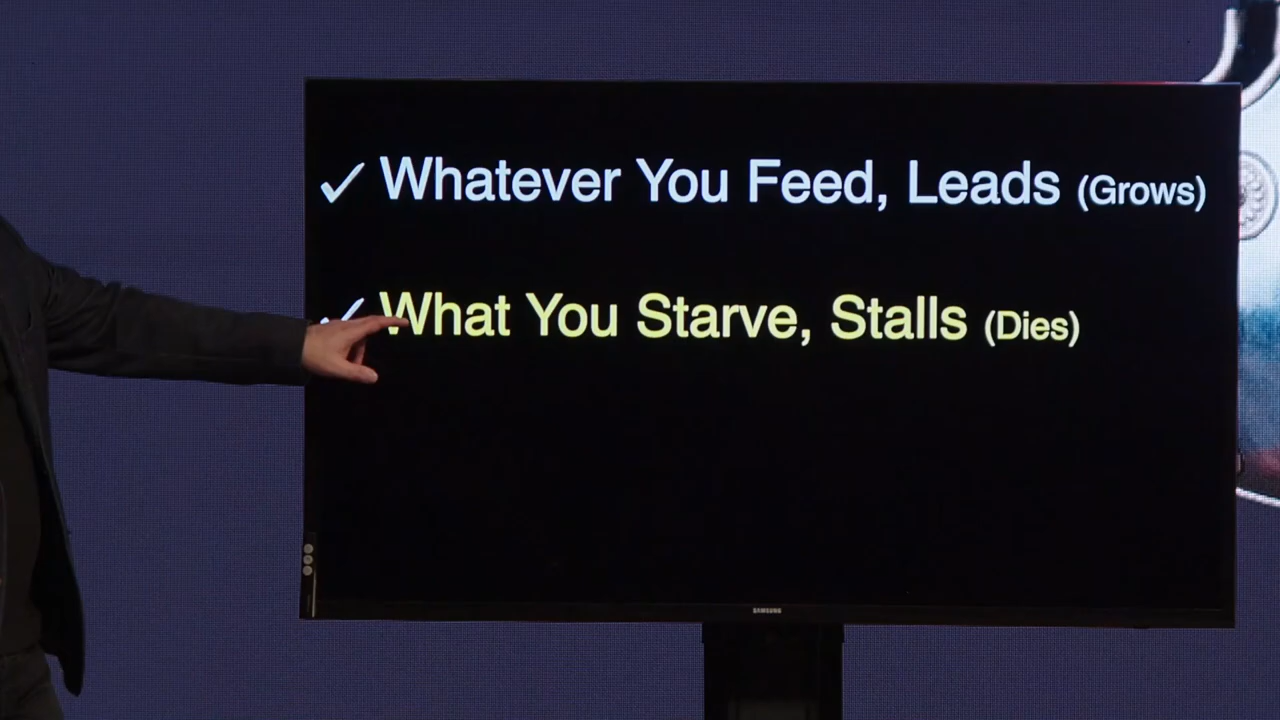 ✓ Whatever You Feed, Leads (Grows)
✓ What You Starve, Stalls (Dies)
SAMSUNG